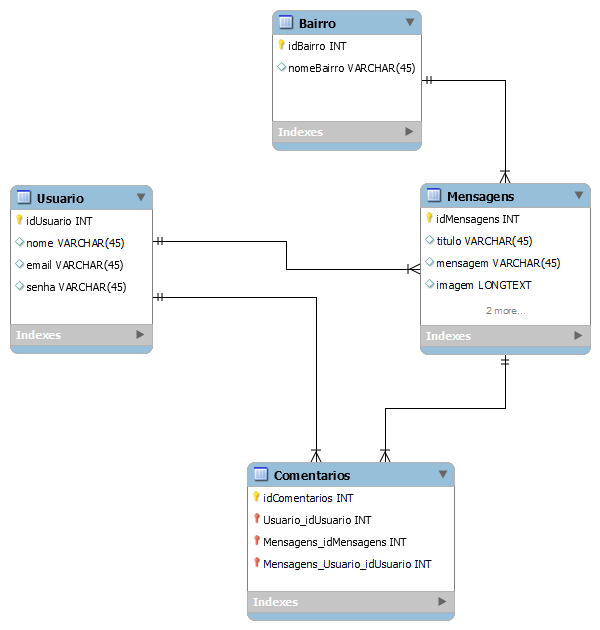 Bairro
idBairro INT
nomeBairro VARCHAR(45)
Indexes
Usuario
idUsuario INT
nome VARCHAR(45)
email VARCHAR(45)
senha VARCHAR(45)
Indexes
Mensagens
idMensagens INT
titulo VARCHAR(45)
mensagem VARCHAR(45)
imagem LONGTEXT
2 more...
Indexes
Comentarios
idComentarios INT
Usuario_idUsuario INT
Mensagens_idMensagens INT
Mensagens_Usuario_idUsuario INT
Indexes